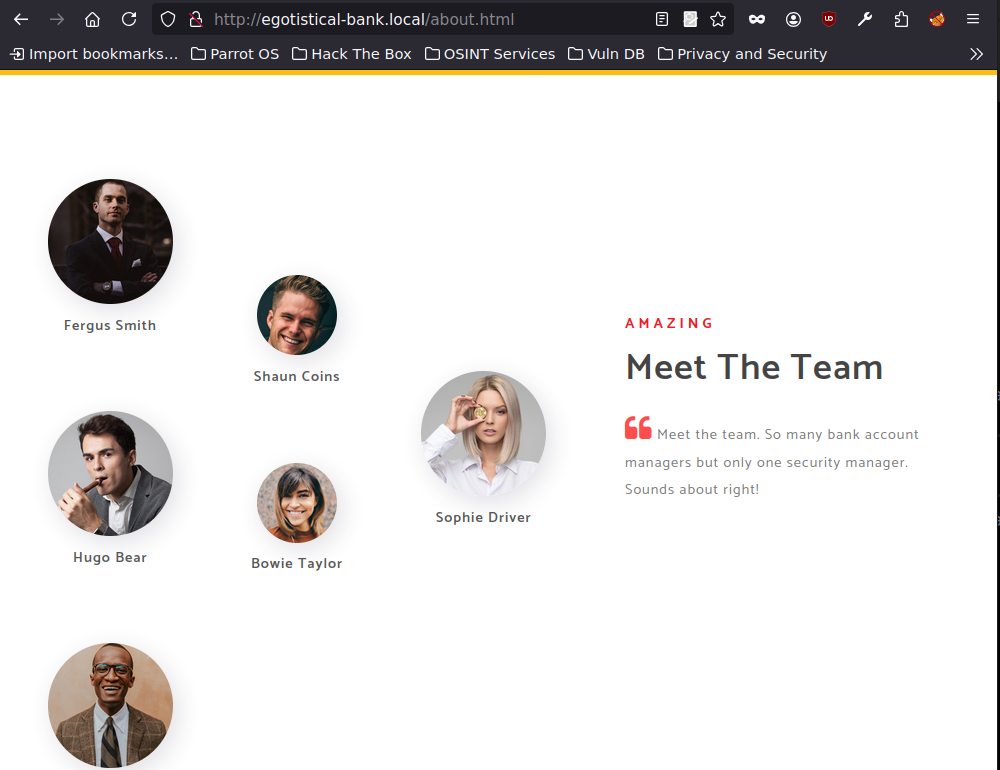 http://egotistical-bank.local/about.html
Import bookmarks... Parrot OS Hack The Box OSINT Services Vuln DB Privacy and Security
Fergus Smith
Shaun Coins
Hugo Bear
Bowie Taylor
Sophie Driver
AMAZING
Meet The Team
Meet the team. So many bank account
managers but only one security manager.
Sounds about right!